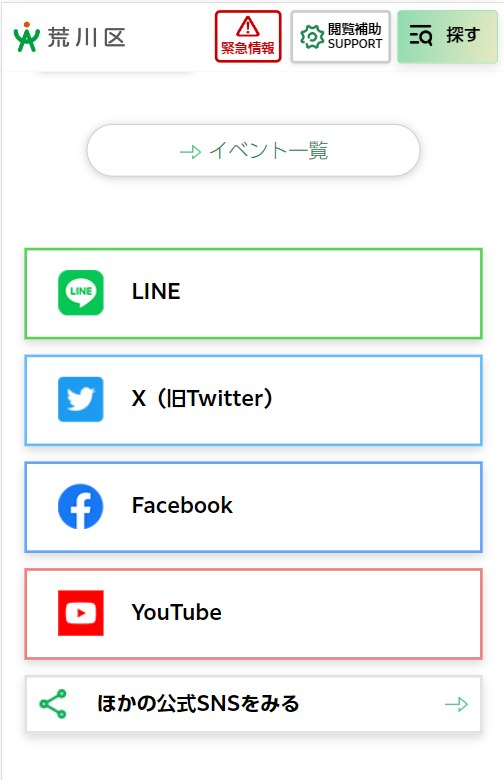 荒川区
緊急情報
閲覧補助
SUPPORT
探す
イベント一覧
LINE
LINE
X（旧Twitter）
Facebook
YouTube
ほかの公式SNSをみる